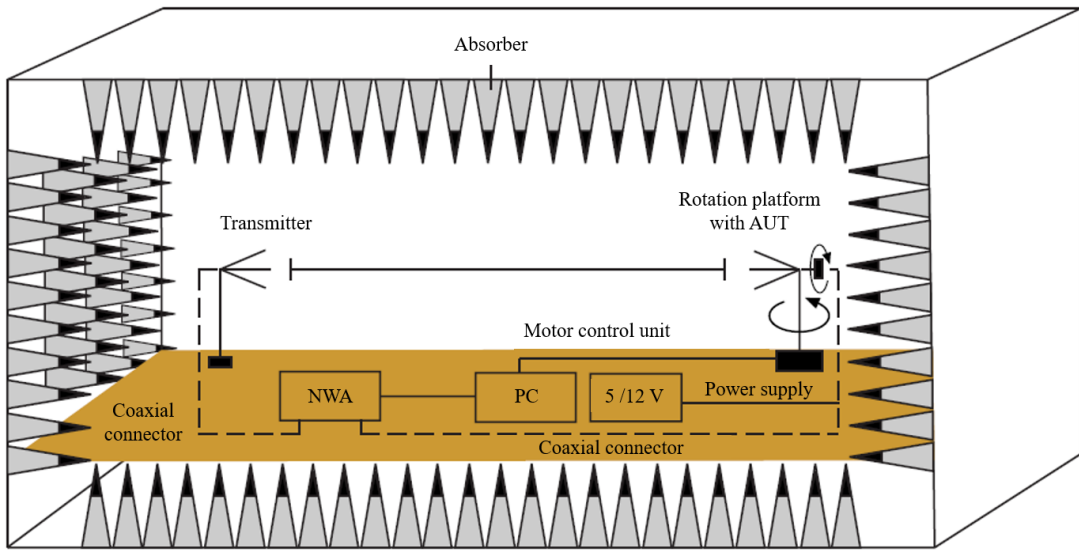 Absorber
Rotation platform
with AUT
Transmitter
Motor control unit
NWA
PC
5 /12 V
Power supply
Coaxial
connector
Coaxial connector